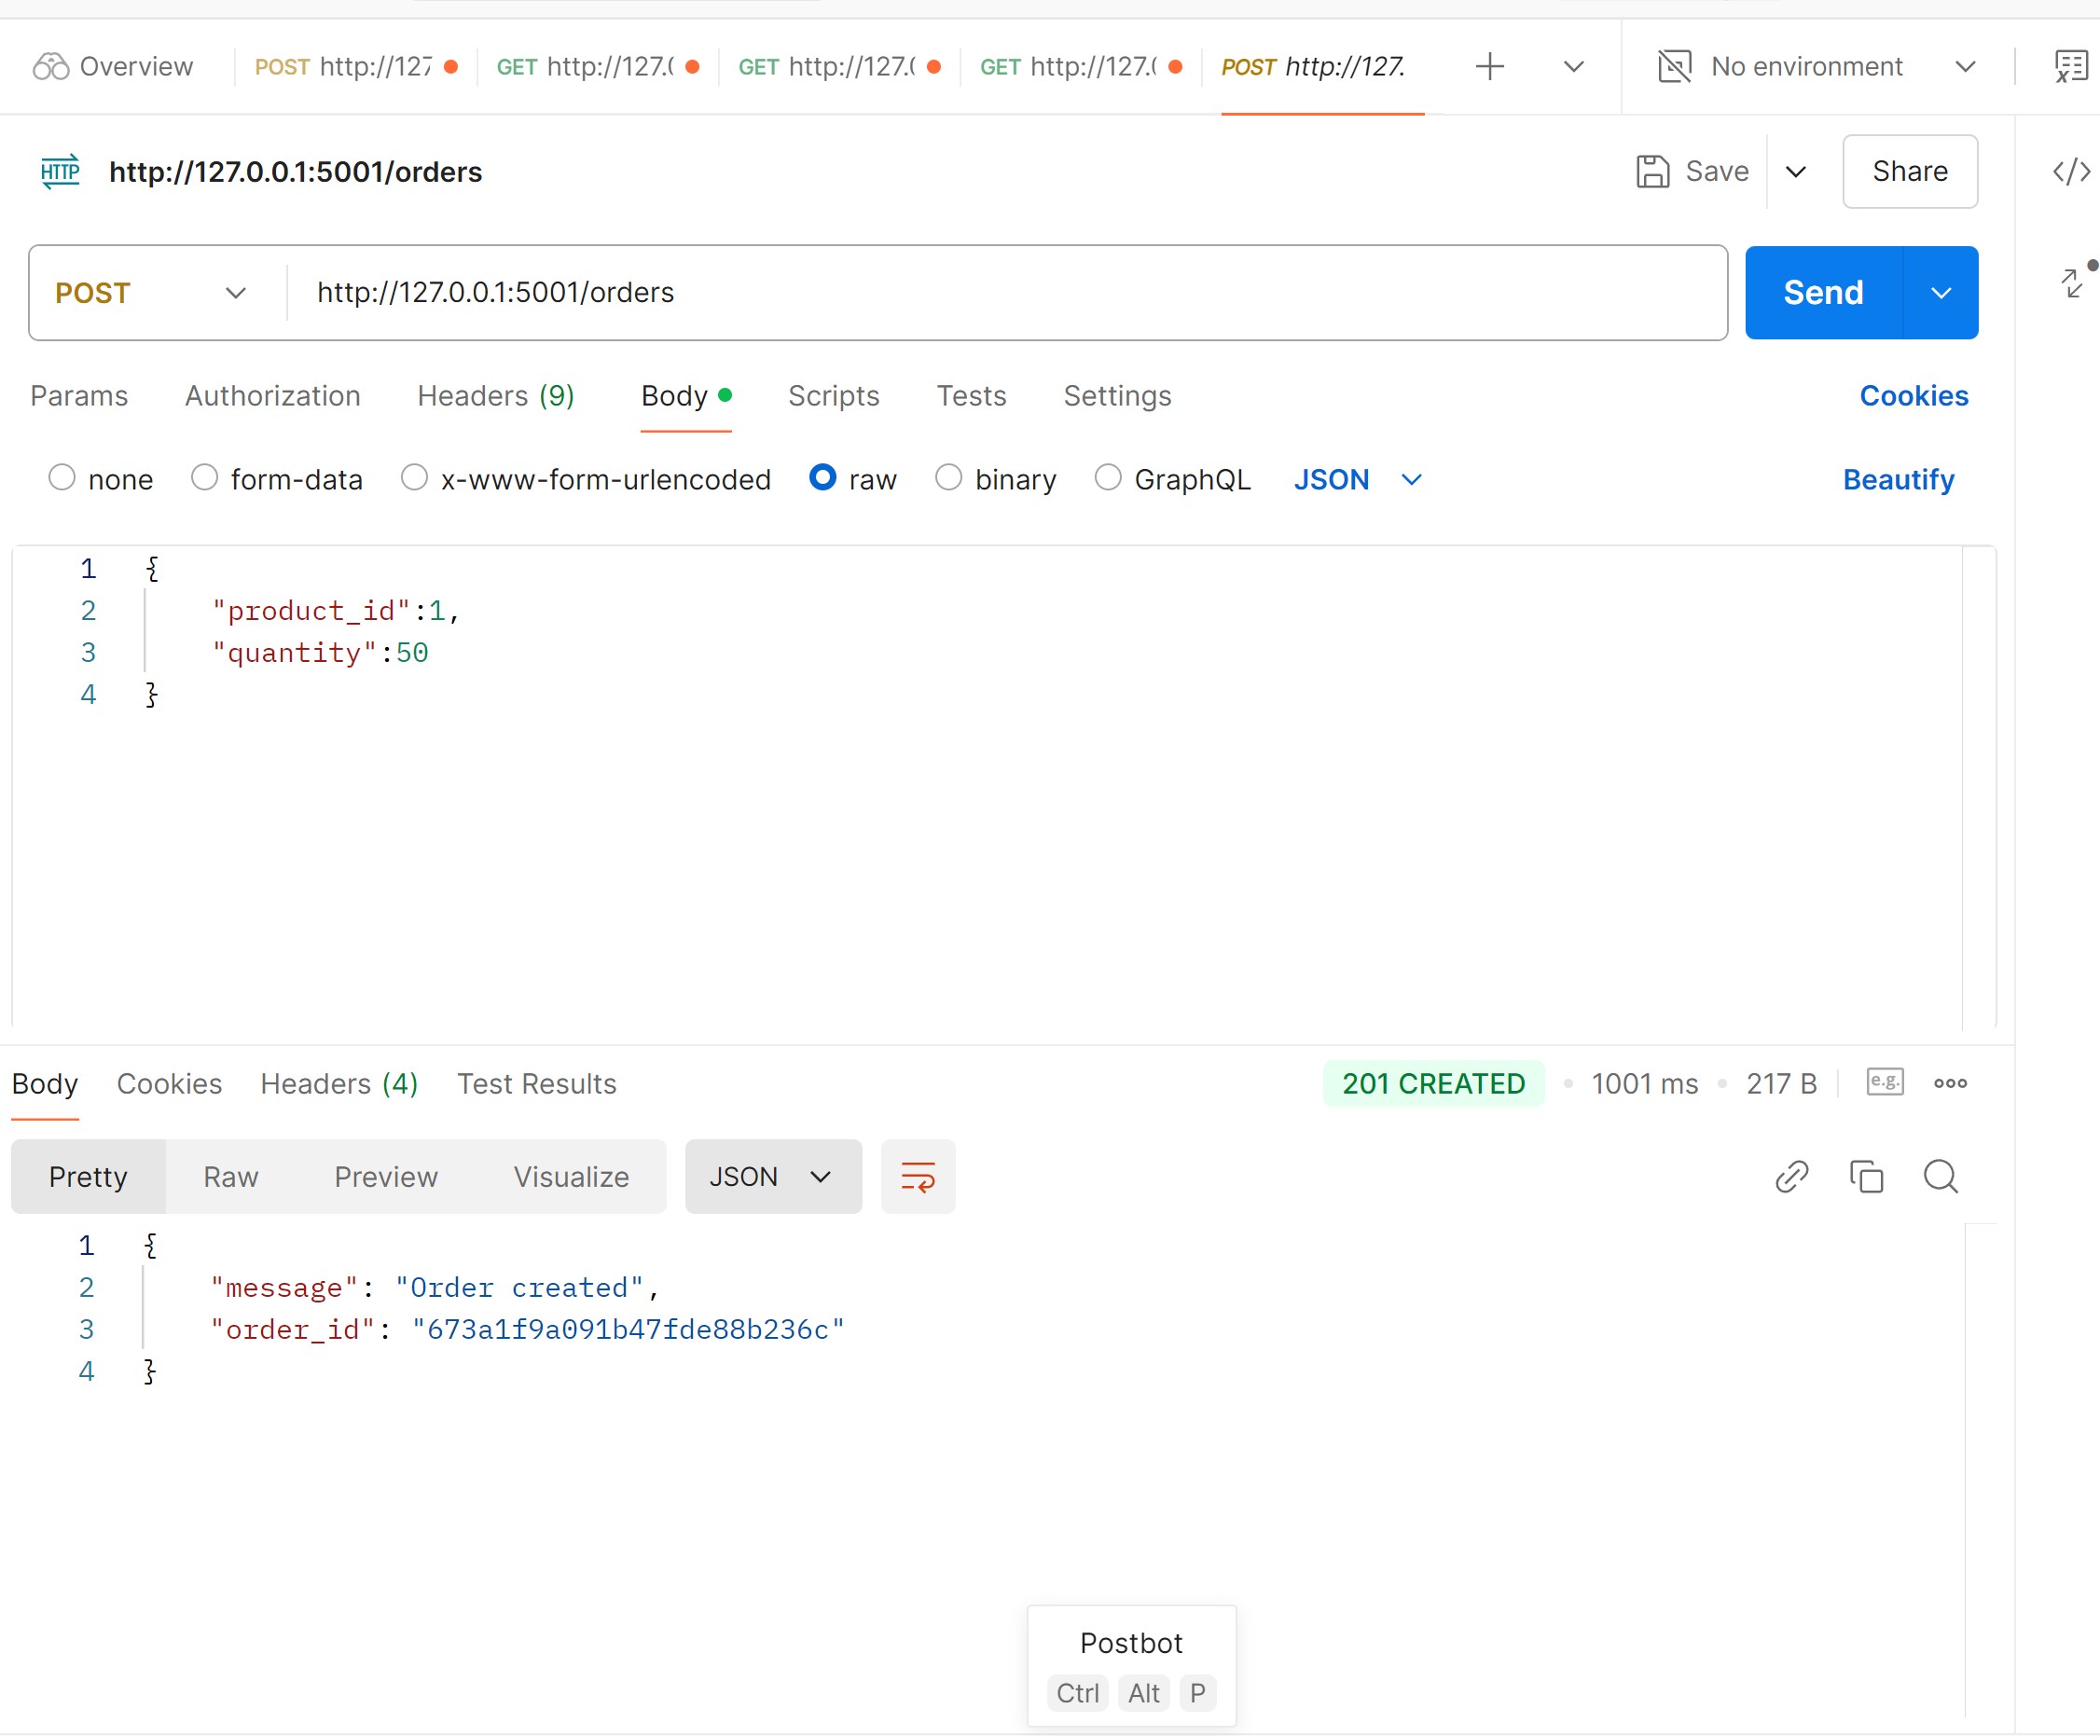 Overview POST http://127 GET http://127.0 GET http://127.0 GET http://127.0 POST http://127. No environment
HTTP http://127.0.0.1:5001/orders Save Share
POST http://127.0.0.1:5001/orders Send
Params Authorization Headers (9) Body Scripts Tests Settings Cookies
none form-data x-www-form-urlencoded raw binary GraphQL JSON Beautify
1 {
2 "product_id":1,
3 "quantity":50
4 }
Body Cookies Headers (4) Test Results 201 CREATED 1001 ms 217 B e.g.
Pretty Raw Preview Visualize JSON
1 {
2 "message": "Order created",
3 "order_id": "673a1f9a091b47fde88b236c"
4 }
Postbot
Ctrl Alt P